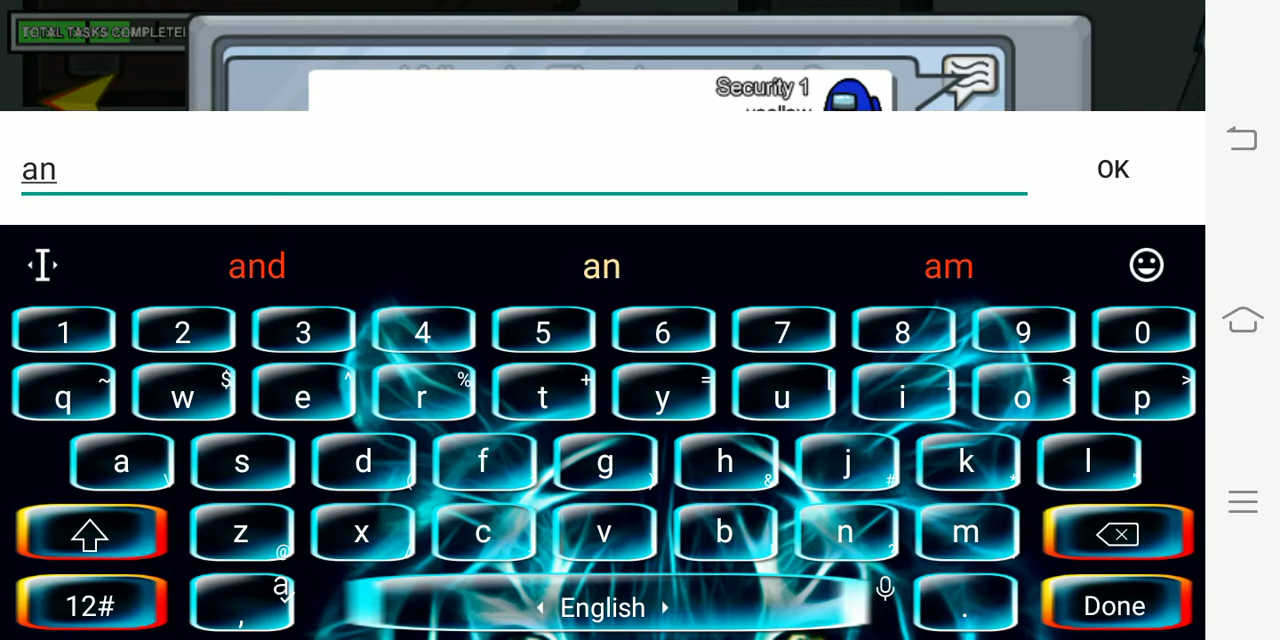 TOTAL TASKS COMPLETE
Security 1
an
OK
and an am
1 2 3 4 5 6 7 8 9 0
q ~ w $ e ^ r % t + y = u [ i ] o < p >
a \ s d ( f g ) h & j # k * l '
z @ x / c v b n ? m
12# , á English . Done